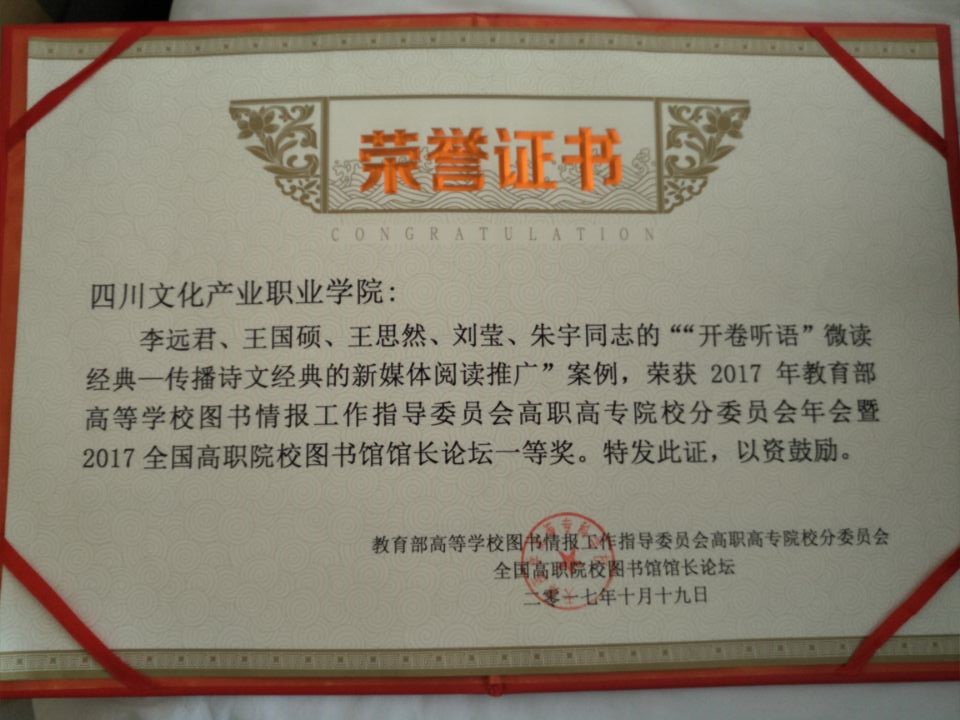 荣誉证书
CONGRATULATION
四川文化产业职业学院：
李远君、王国硕、王思然、刘莹、朱宇同志的““开卷听语”微读
经典—传播诗文经典的新媒体阅读推广”案例，荣获 2017 年教育部
高等学校图书情报工作指导委员会高职高专院校分委员会年会暨
2017全国高职院校图书馆馆长论坛一等奖。特发此证，以资鼓励。
教育部高等学校图书情报工作指导委员会高职高专院校分委员会
全国高职院校图书馆馆长论坛
二零一七年十月十九日